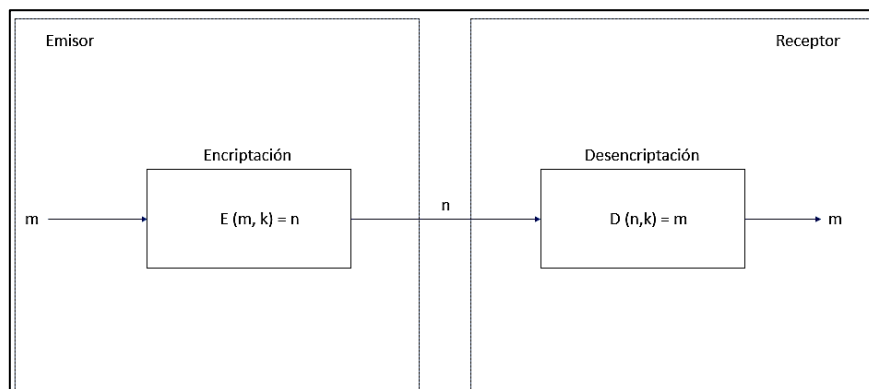 Emisor
Receptor
Encriptación
Desencriptación
m
E (m, k) = n
n
D (n,k) = m
m